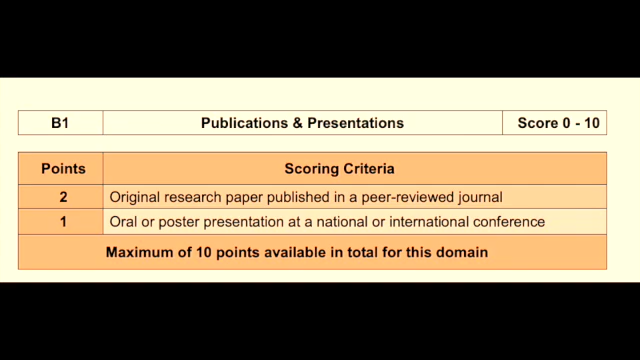 B1 Publications & Presentations Score 0 - 10
Points Scoring Criteria
2 Original research paper published in a peer-reviewed journal
1 Oral or poster presentation at a national or international conference
Maximum of 10 points available in total for this domain